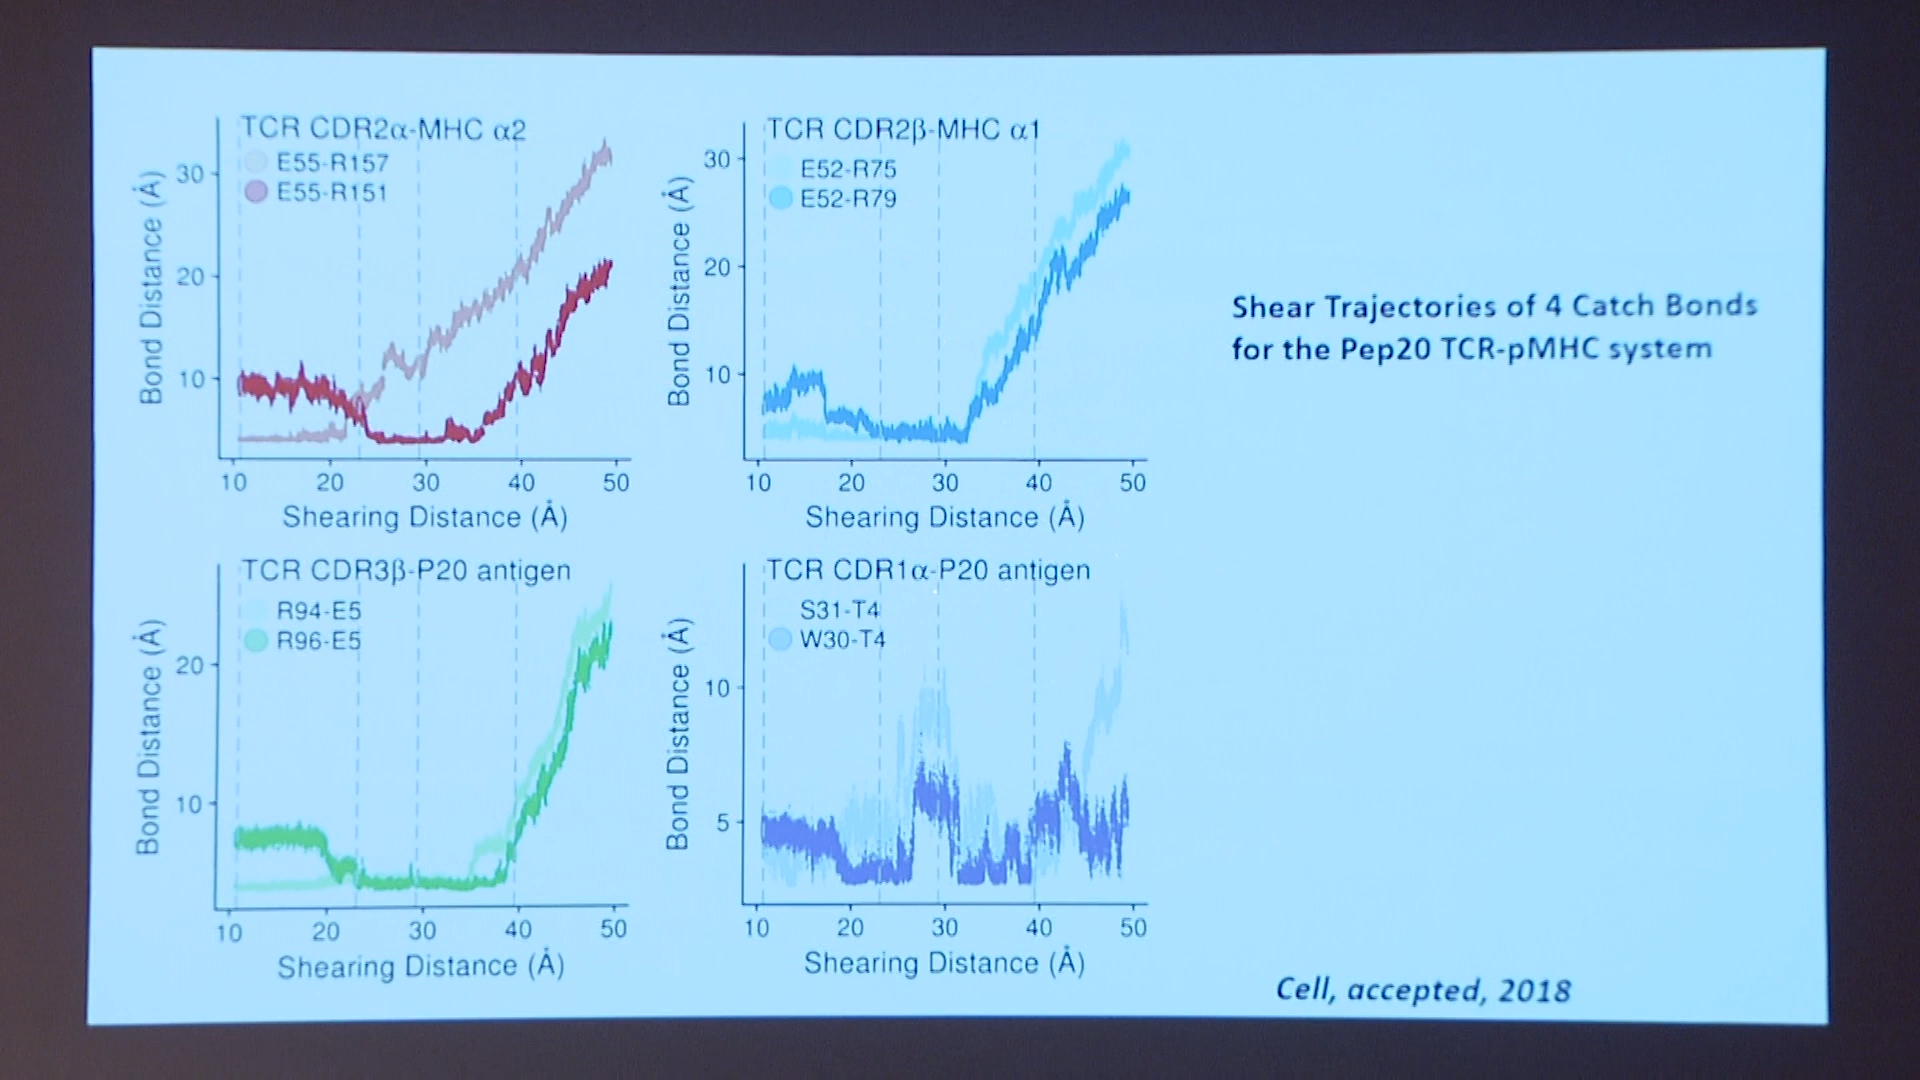 TCR CDR2α-MHC α2
E55-R157
E55-R151
Bond Distance (Å)
30
20
10
10 20 30 40 50
Shearing Distance (Å)
TCR CDR2β-MHC α1
E52-R75
E52-R79
Bond Distance (Å)
30
20
10
10 20 30 40 50
Shearing Distance (Å)
Shear Trajectories of 4 Catch Bonds
for the Pep20 TCR-pMHC system
TCR CDR3β-P20 antigen
R94-E5
R96-E5
Bond Distance (Å)
20
10
10 20 30 40 50
Shearing Distance (Å)
TCR CDR1α-P20 antigen
S31-T4
W30-T4
Bond Distance (Å)
10
5
10 20 30 40 50
Shearing Distance (Å)
Cell, accepted, 2018